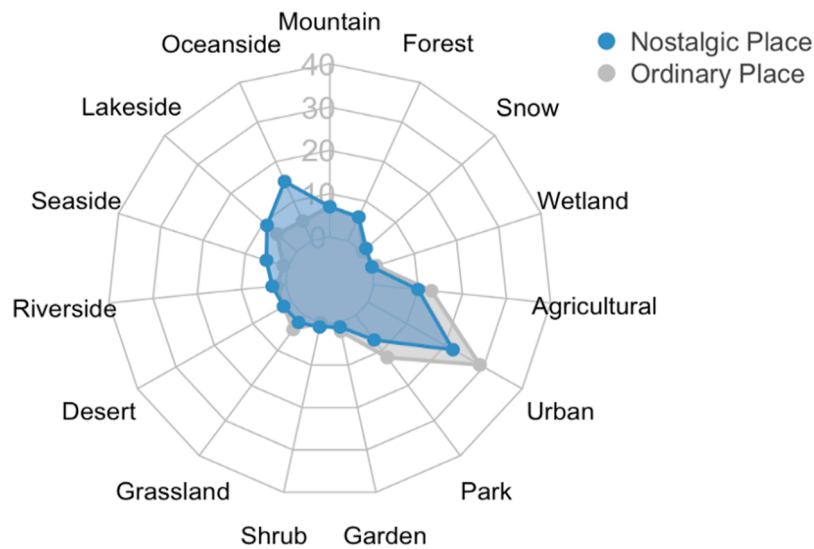 Mountain
Oceanside
Forest
Nostalgic Place
Ordinary Place
40
30
20
10
0
Lakeside
Snow
Seaside
Wetland
Riverside
Agricultural
Desert
Urban
Grassland
Park
Shrub
Garden